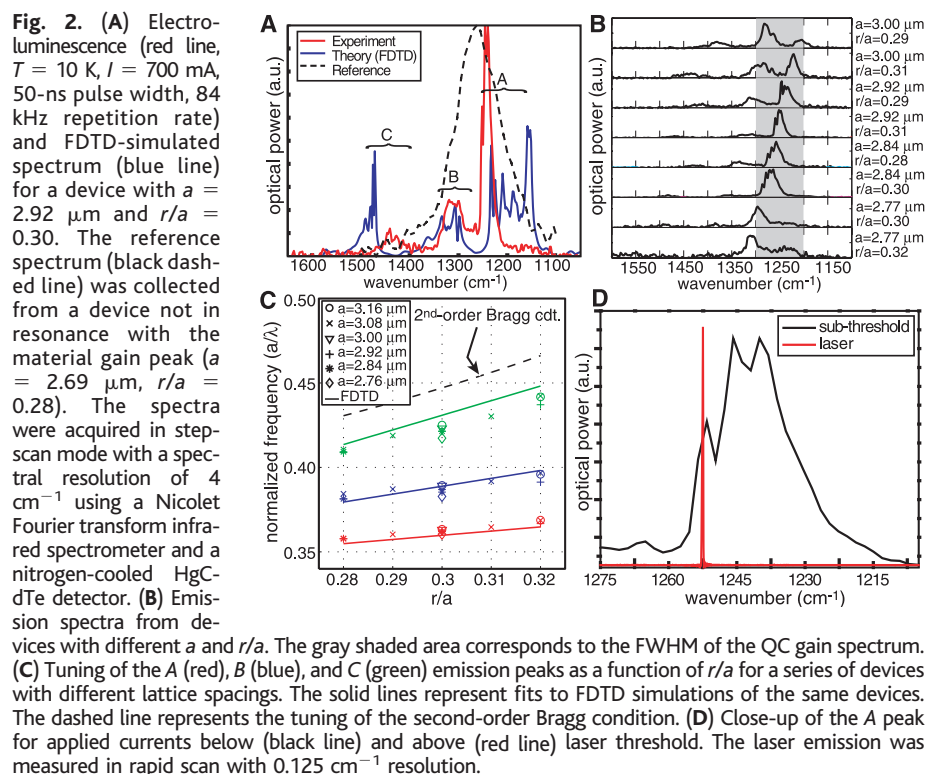 Fig. 2. (A) Electro-
luminescence (red line,
T = 10 K, I = 700 mA,
50-ns pulse width, 84
kHz repetition rate)
and FDTD-simulated
spectrum (blue line)
for a device with a =
2.92 μm and r/a =
0.30. The reference
spectrum (black dash-
ed line) was collected
from a device not in
resonance with the
material gain peak (a
= 2.69 μm, r/a =
0.28). The spectra
were acquired in step-
scan mode with a spec-
tral resolution of 4
cm⁻¹ using a Nicolet
Fourier transform infra-
red spectrometer and a
nitrogen-cooled HgC-
dTe detector. (B) Emis-
sion spectra from de-
vices with different a and r/a. The gray shaded area corresponds to the FWHM of the QC gain spectrum.
(C) Tuning of the A (red), B (blue), and C (green) emission peaks as a function of r/a for a series of devices
with different lattice spacings. The solid lines represent fits to FDTD simulations of the same devices.
The dashed line represents the tuning of the second-order Bragg condition. (D) Close-up of the A peak
for applied currents below (black line) and above (red line) laser threshold. The laser emission was
measured in rapid scan with 0.125 cm⁻¹ resolution.
A
Experiment
Theory (FDTD)
Reference
A
B
C
optical power (a.u.)
1600 1500 1400 1300 1200 1100
wavenumber (cm⁻¹)
B
optical power (a.u.)
a=3.00 μm
r/a=0.29
a=3.00 μm
r/a=0.31
a=2.92 μm
r/a=0.29
a=2.92 μm
r/a=0.31
a=2.84 μm
r/a=0.28
a=2.84 μm
r/a=0.30
a=2.77 μm
r/a=0.30
a=2.77 μm
r/a=0.32
1550 1450 1350 1250 1150
wavenumber (cm⁻¹)
C
0.50
0.45
0.40
0.35
normalized frequency (a/λ)
a=3.16 μm
a=3.08 μm
a=3.00 μm
a=2.92 μm
a=2.84 μm
a=2.76 μm
FDTD
2nd-order Bragg cdt.
0.28 0.29 0.3 0.31 0.32
r/a
D
sub-threshold
laser
optical power (a.u.)
1275 1260 1245 1230 1215
wavenumber (cm⁻¹)